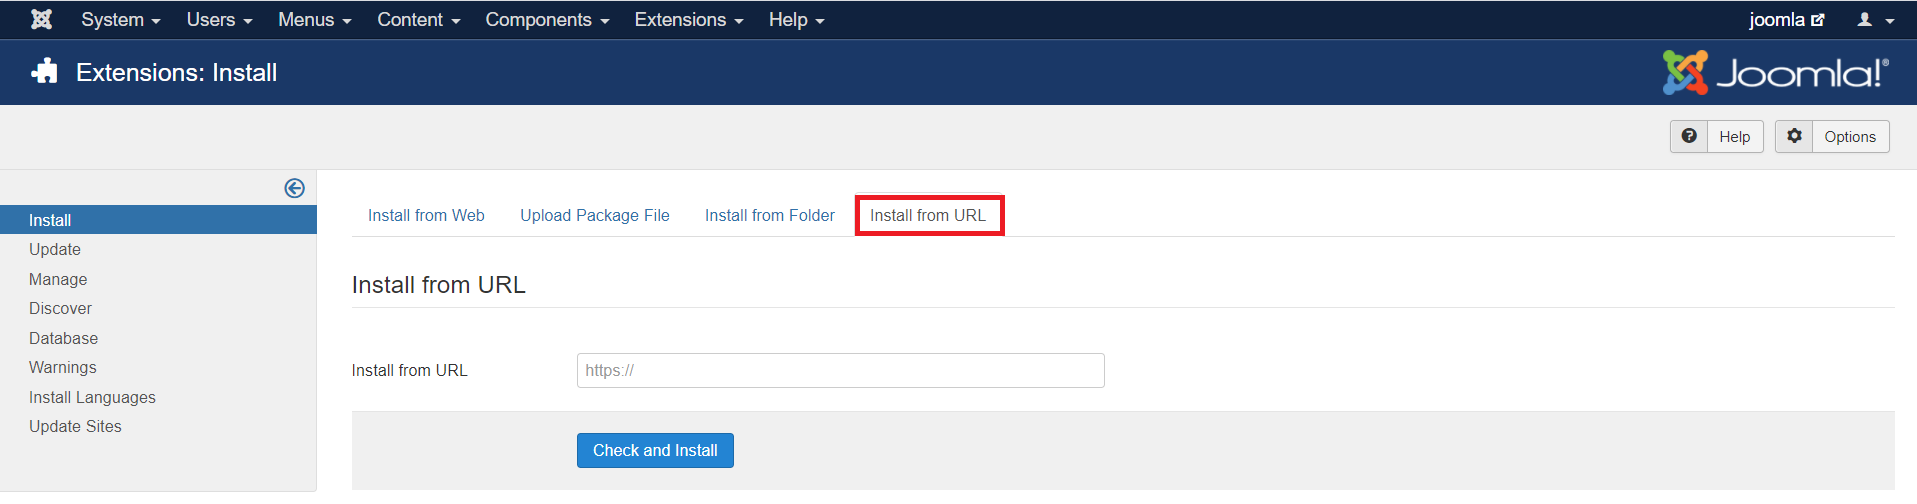 System Users Menus Content Components Extensions Help joomla
Extensions: Install Joomla!®
Help Options
Install
Update
Manage
Discover
Database
Warnings
Install Languages
Update Sites
Install from Web Upload Package File Install from Folder Install from URL
Install from URL
Install from URL https://
Check and Install